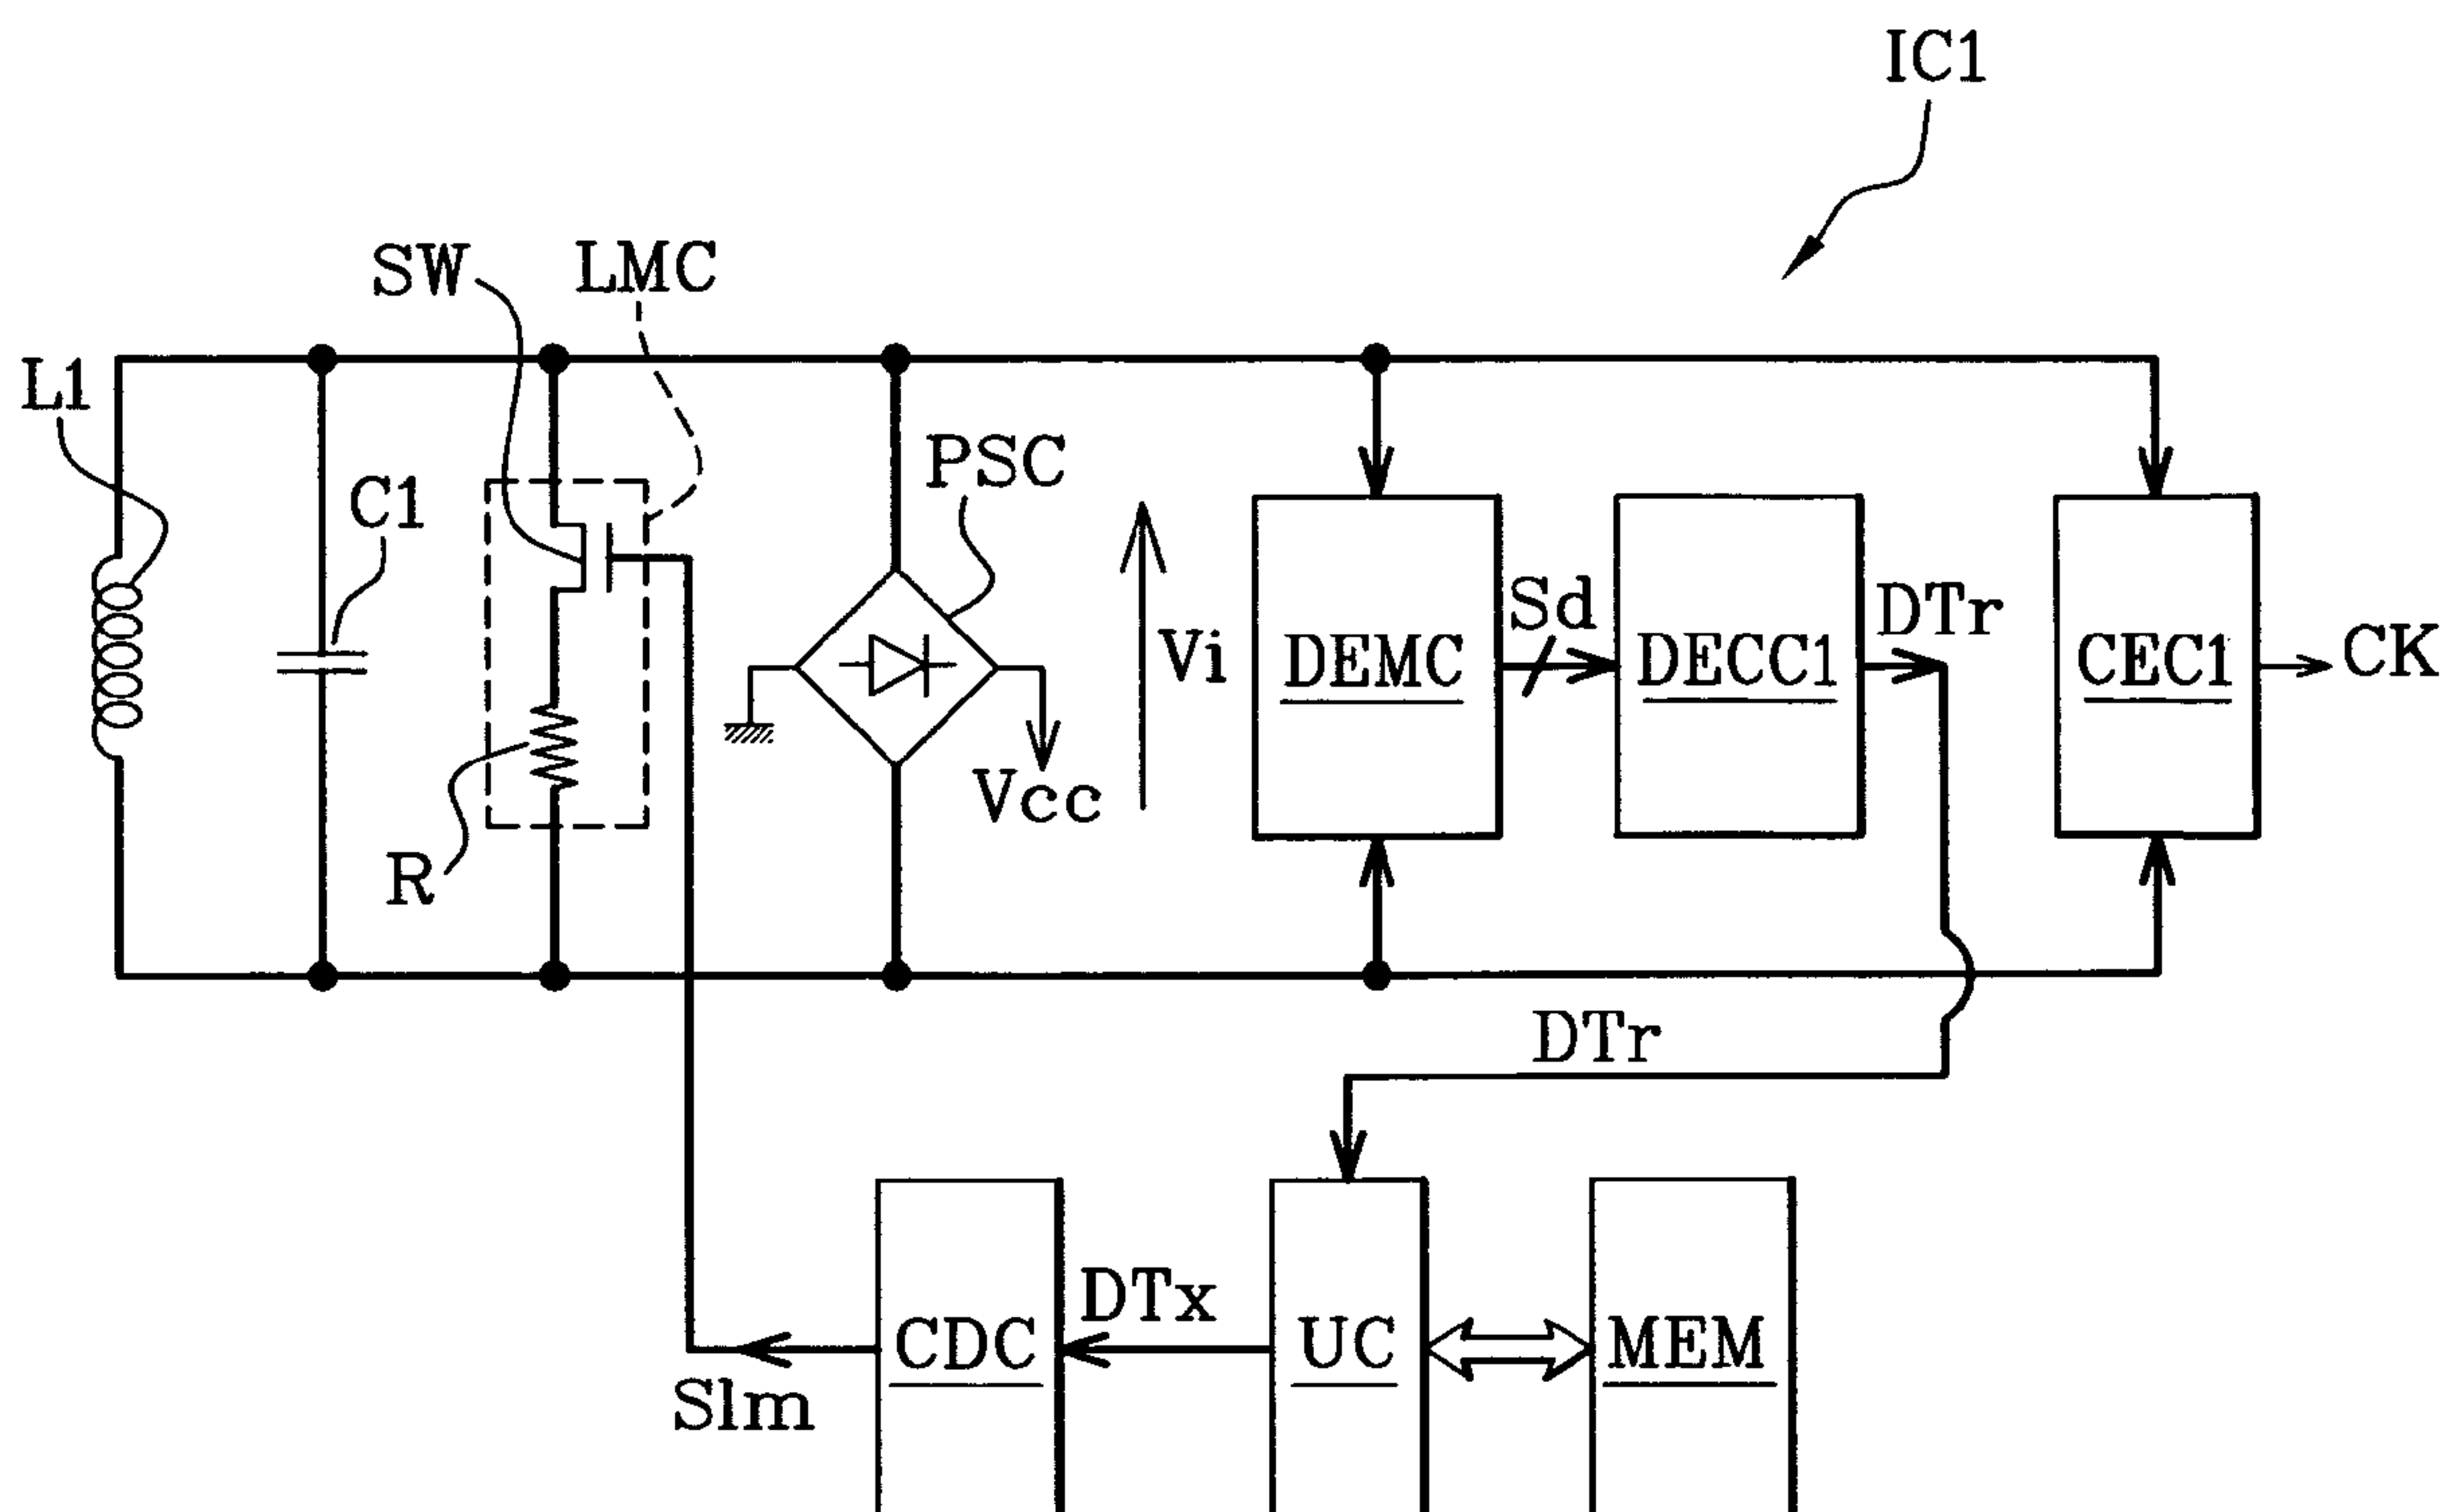 IC1
SW
LMC
L1
C1
PSC
Sd
DTr
Vi
DEMC
DECC1
CEC1
CK
Vcc
R
DTr
DTx
CDC
UC
MEM
Slm